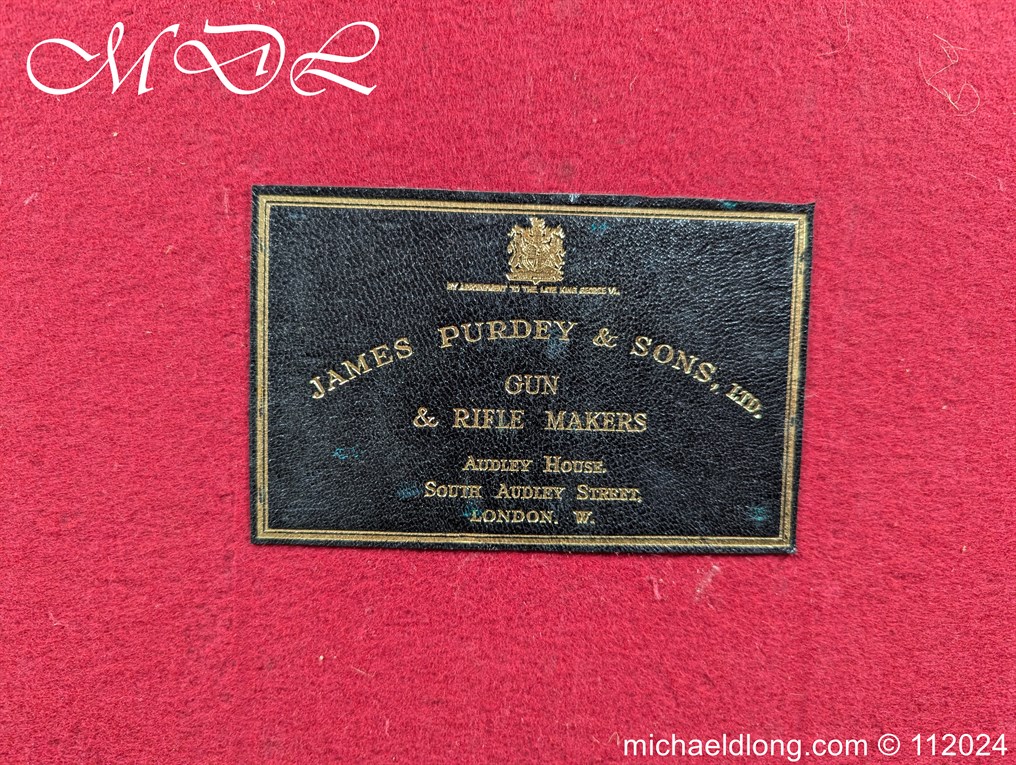 MDL
BY APPOINTMENT TO THE LATE KING GEORGE VI.
JAMES PURDEY & SONS, LTD.
GUN
& RIFLE MAKERS
AUDLEY HOUSE.
SOUTH AUDLEY STREET,
LONDON. W.
michaeldlong.com © 112024